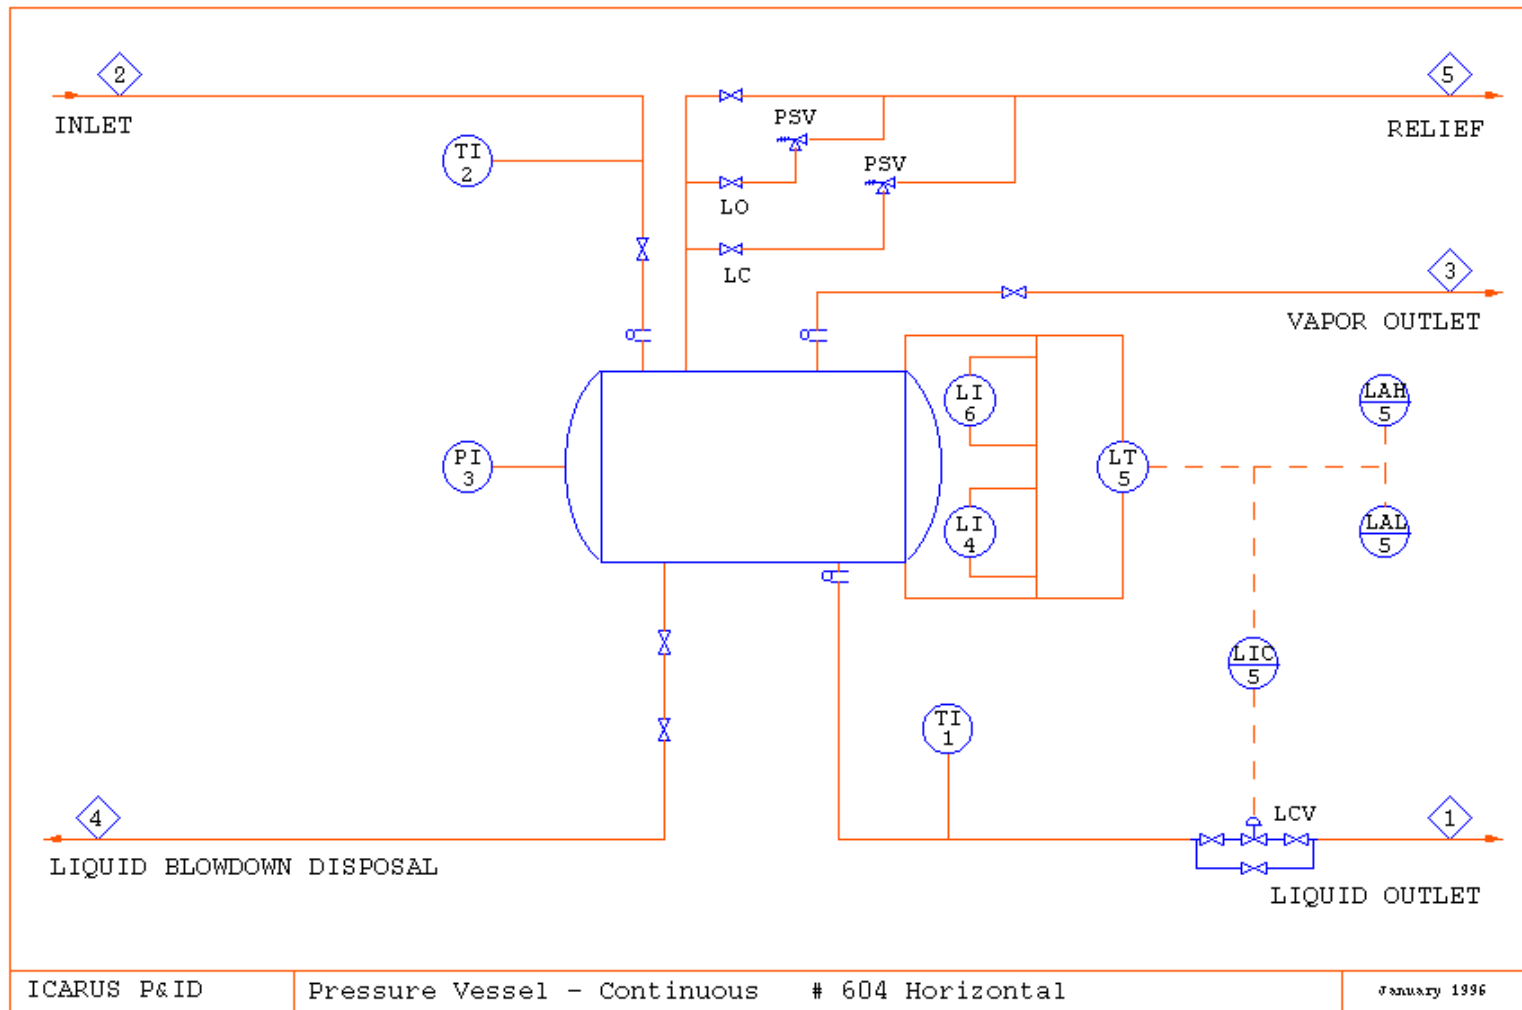 2
5
INLET
PSV
RELIEF
TI
2
PSV
LO
LC
3
VAPOR OUTLET
LI
6
LAH
5
PI
3
LT
5
LI
4
LAL
5
LIC
5
TI
1
4
LCV
1
LIQUID BLOWDOWN DISPOSAL
LIQUID OUTLET
ICARUS P&ID
Pressure Vessel - Continuous # 604 Horizontal
January 1996